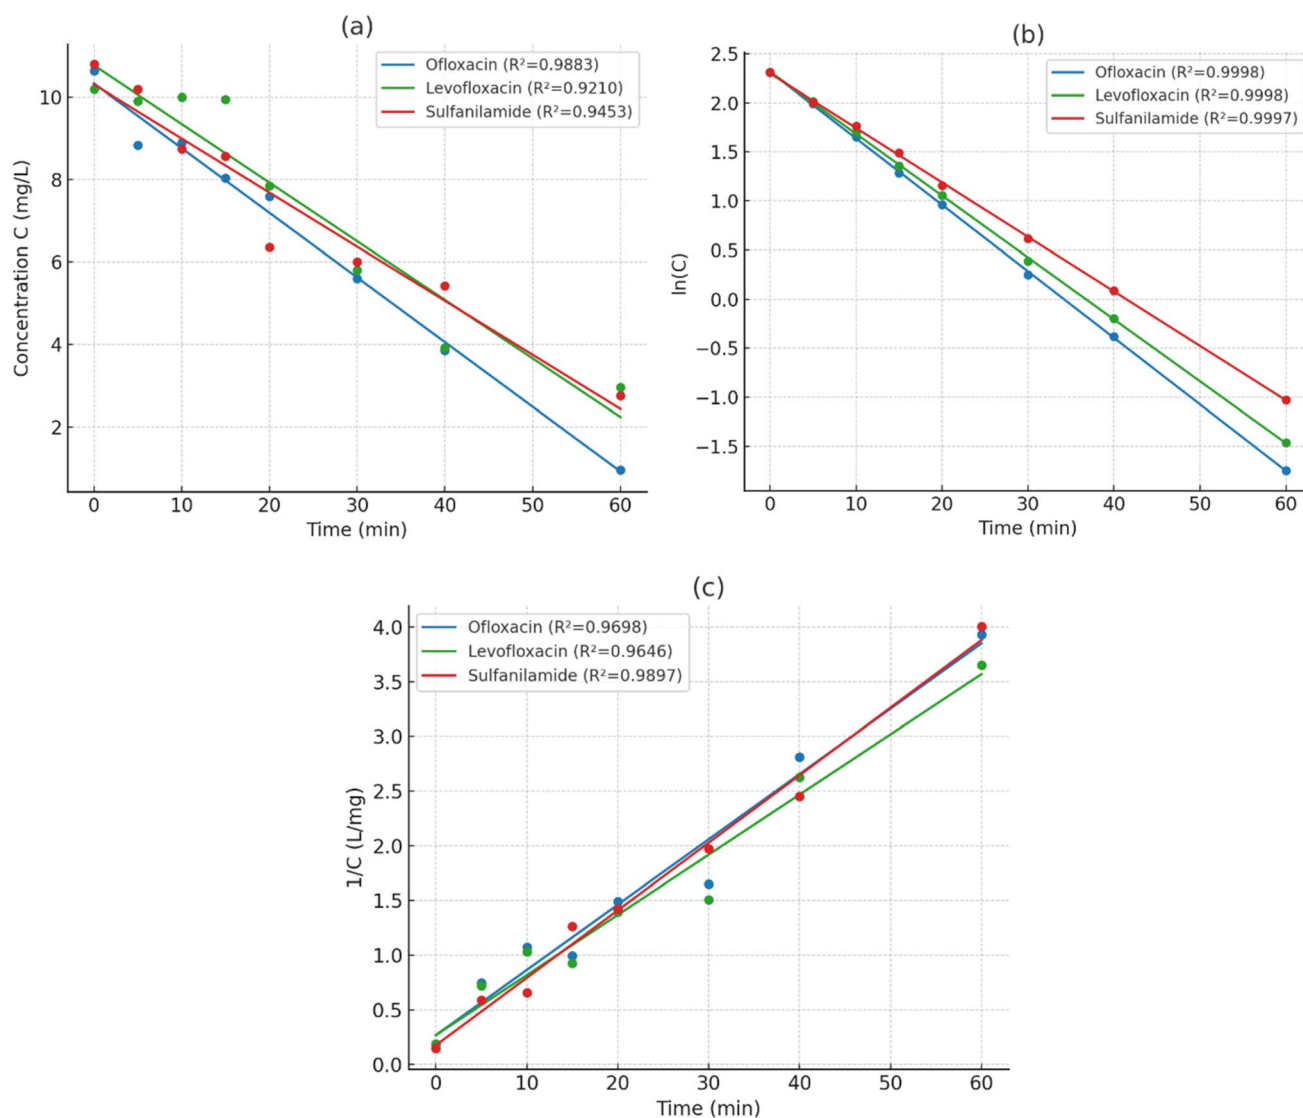 (a)
Ofloxacin (R²=0.9883)
Levofloxacin (R²=0.9210)
Sulfanilamide (R²=0.9453)
Concentration C (mg/L)
10
8
6
4
2
0 10 20 30 40 50 60
Time (min)
(b)
Ofloxacin (R²=0.9998)
Levofloxacin (R²=0.9998)
Sulfanilamide (R²=0.9997)
ln(C)
2.5
2.0
1.5
1.0
0.5
0.0
−0.5
−1.0
−1.5
0 10 20 30 40 50 60
Time (min)
(c)
Ofloxacin (R²=0.9698)
Levofloxacin (R²=0.9646)
Sulfanilamide (R²=0.9897)
1/C (L/mg)
4.0
3.5
3.0
2.5
2.0
1.5
1.0
0.5
0.0
0 10 20 30 40 50 60
Time (min)